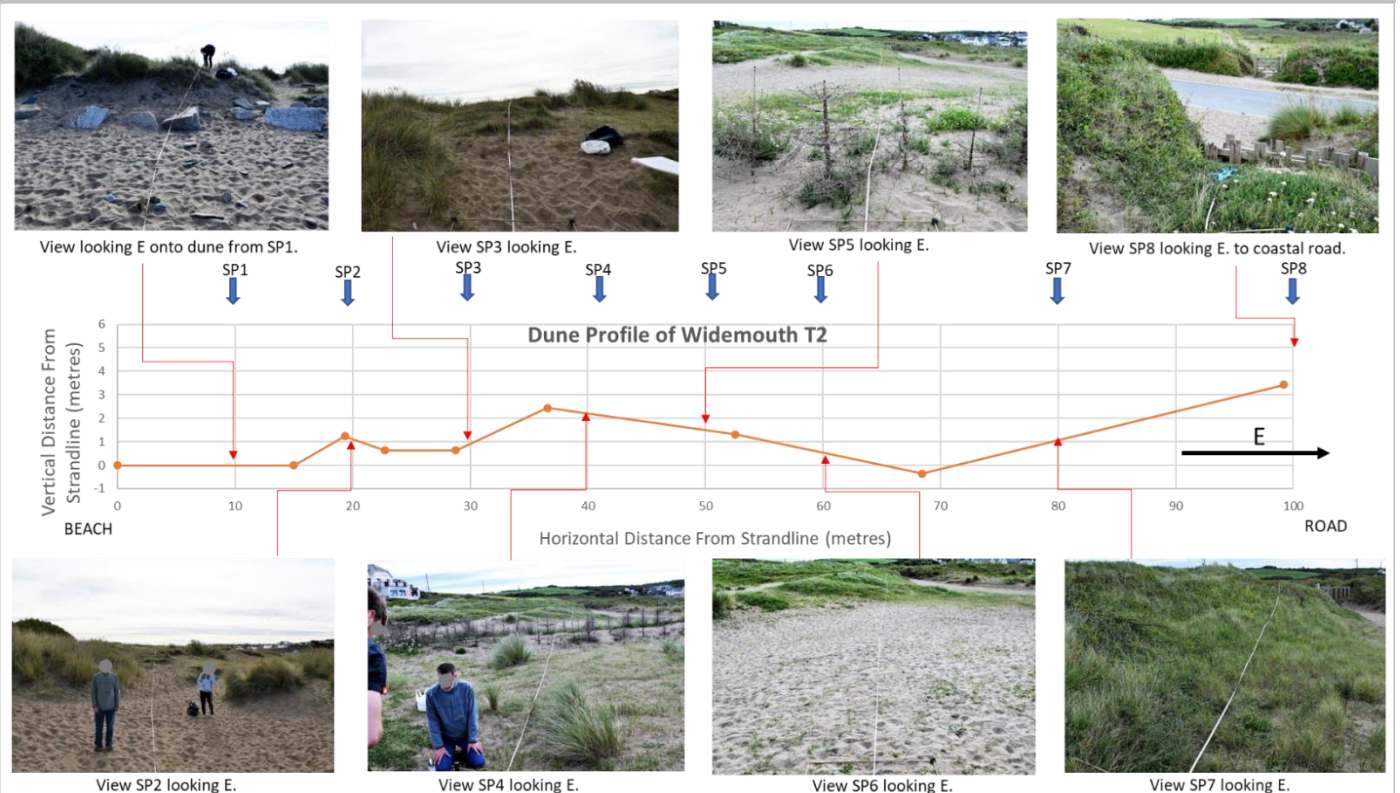 View looking E onto dune from SP1.
View SP3 looking E.
View SP5 looking E.
View SP8 looking E. to coastal road.
SP1
SP2
SP3
SP4
SP5
SP6
SP7
SP8
Dune Profile of Widemouth T2
Vertical Distance From
Strandline (metres)
6
5
4
3
2
1
0
-1
E
0
10
20
30
40
50
60
70
80
90
100
BEACH
Horizontal Distance From Strandline (metres)
ROAD
View SP2 looking E.
View SP4 looking E.
View SP6 looking E.
View SP7 looking E.